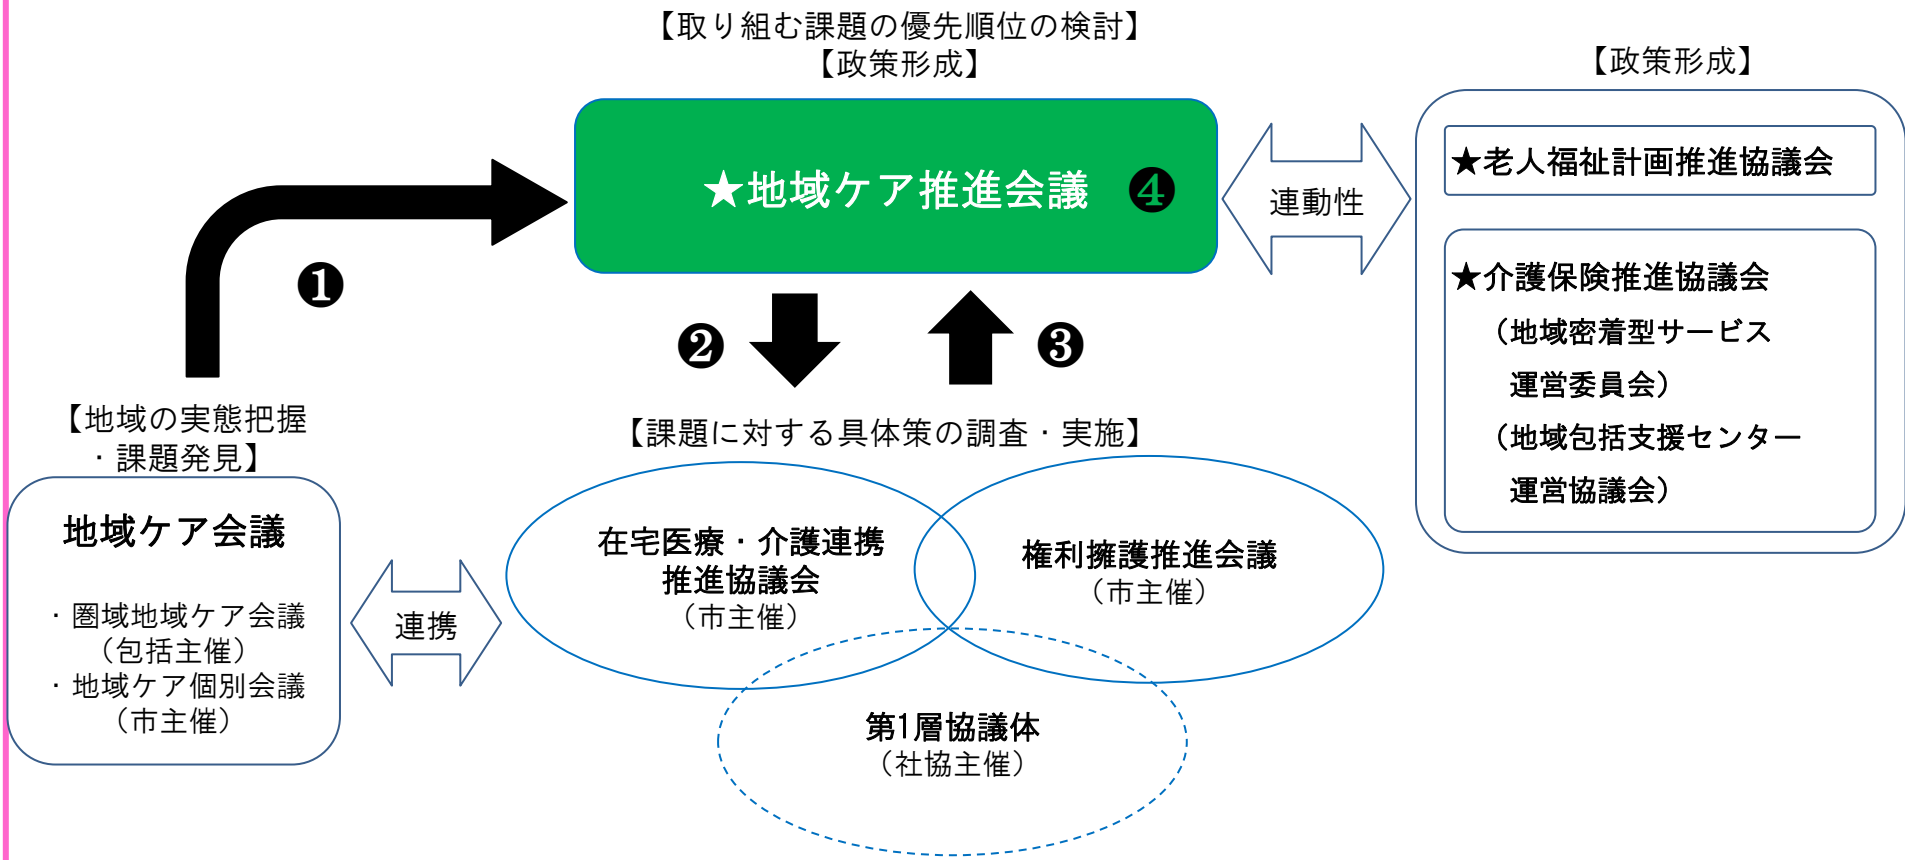 【取り組む課題の優先順位の検討】
【政策形成】
★地域ケア推進会議 ❹
❶
❷
❸
連動性
【政策形成】
★老人福祉計画推進協議会
★介護保険推進協議会
（地域密着型サービス
運営委員会）
（地域包括支援センター
運営協議会）
【地域の実態把握
・課題発見】
地域ケア会議
・圏域地域ケア会議
（包括主催）
・地域ケア個別会議
（市主催）
連携
【課題に対する具体策の調査・実施】
在宅医療・介護連携
推進協議会
（市主催）
権利擁護推進会議
（市主催）
第1層協議体
（社協主催）